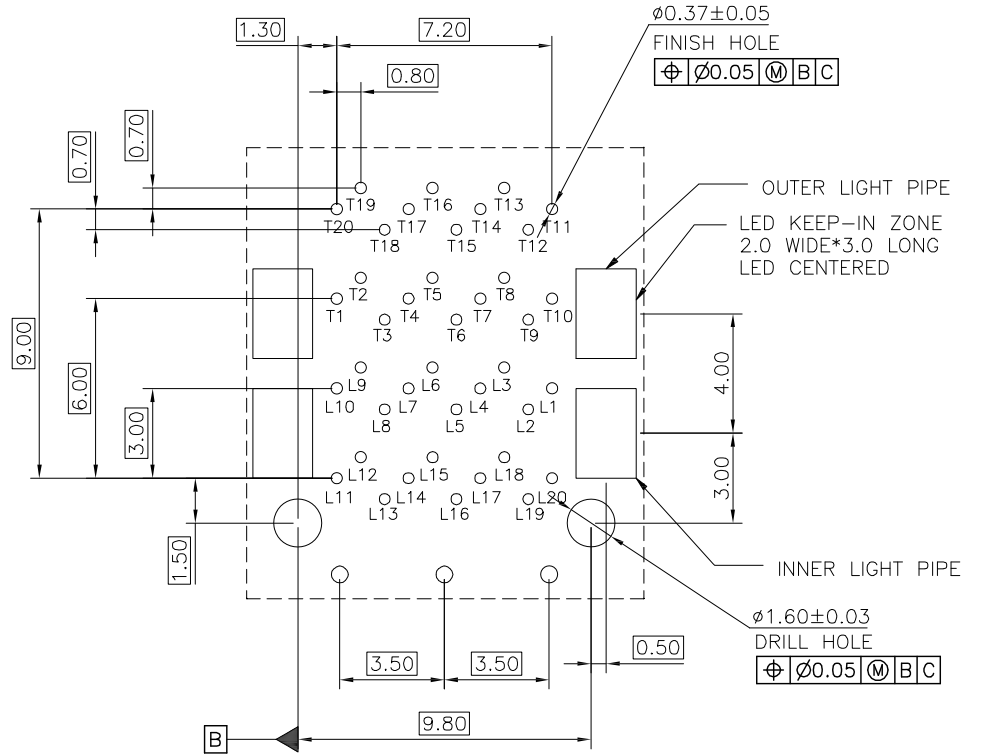 1.30
7.20
ø0.37±0.05
FINISH HOLE
⌖ Ø0.05 Ⓜ B C
0.80
0.70
0.70
T19 T16 T13
T20 T17 T14 T11
T18 T15 T12
OUTER LIGHT PIPE
LED KEEP-IN ZONE
2.0 WIDE*3.0 LONG
LED CENTERED
T2 T5 T8
T1 T4 T7 T10
T3 T6 T9
9.00
6.00
4.00
L9 L6 L3
L10 L7 L4 L1
L8 L5 L2
3.00
3.00
L12 L15 L18
L11 L14 L17 L20
L13 L16 L19
1.50
INNER LIGHT PIPE
ø1.60±0.03
DRILL HOLE
⌖ Ø0.05 Ⓜ B C
0.50
3.50
3.50
9.80
B